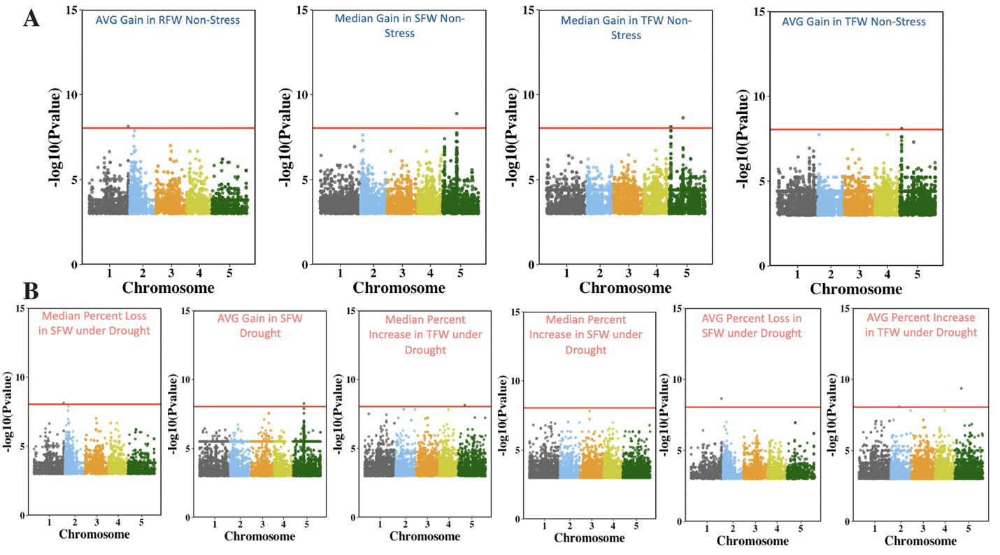 A
AVG Gain in RFW Non-Stress
15
10
5
0
-log10(Pvalue)
1 2 3 4 5
Chromosome
Median Gain in SFW Non-
Stress
15
10
5
0
-log10(Pvalue)
1 2 3 4 5
Chromosome
Median Gain in TFW Non-
Stress
15
10
5
0
-log10(Pvalue)
1 2 3 4 5
Chromosome
AVG Gain in TFW Non-Stress
15
10
5
0
-log10(Pvalue)
1 2 3 4 5
Chromosome
B
Median Percent Loss
in SFW under Drought
15
10
5
0
-log10(Pvalue)
1 2 3 4 5
Chromosome
AVG Gain in SFW
Drought
15
10
5
0
-log10(Pvalue)
1 2 3 4 5
Chromosome
Median Percent
Increase in TFW under
Drought
15
10
5
0
-log10(Pvalue)
1 2 3 4 5
Chromosome
Median Percent
Increase in SFW under
Drought
15
10
5
0
-log10(Pvalue)
1 2 3 4 5
Chromosome
AVG Percent Loss in
SFW under Drought
15
10
5
0
-log10(Pvalue)
1 2 3 4 5
Chromosome
AVG Percent Increase
in TFW under Drought
15
10
5
0
-log10(Pvalue)
1 2 3 4 5
Chromosome